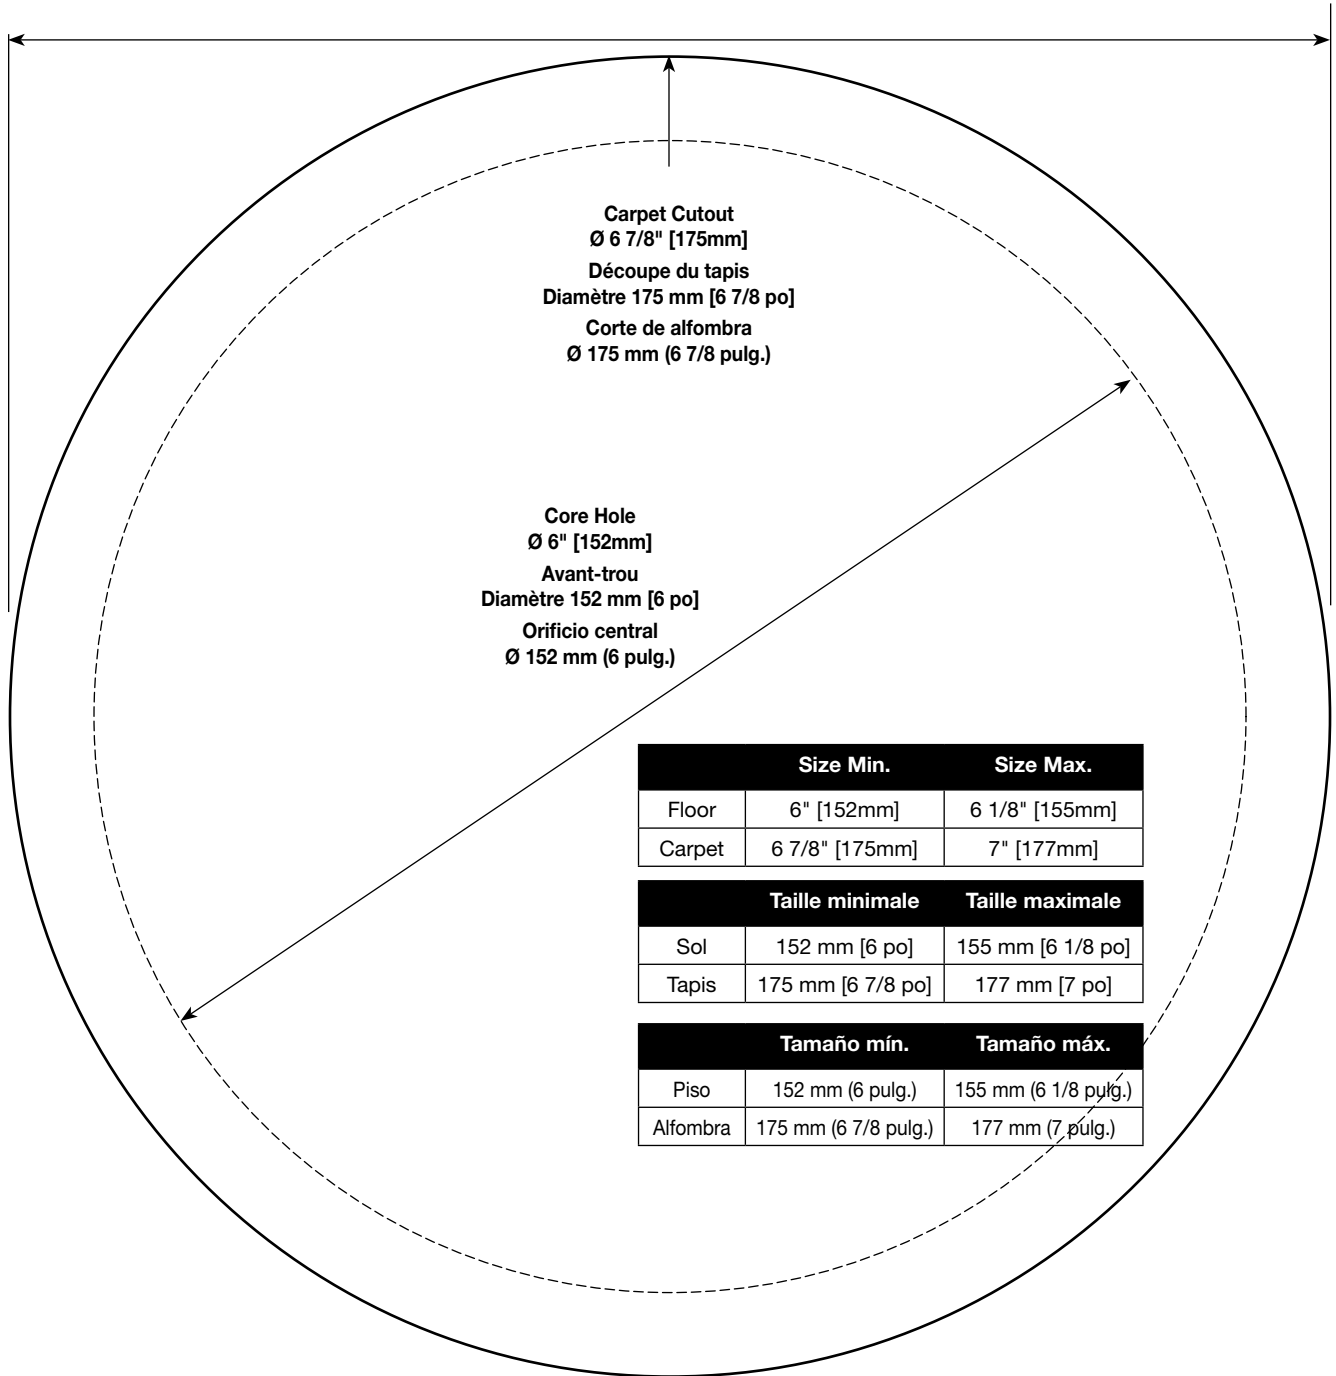 Carpet Cutout
Ø 6 7/8" [175mm]
Découpe du tapis
Diamètre 175 mm [6 7/8 po]
Corte de alfombra
Ø 175 mm (6 7/8 pulg.)
Core Hole
Ø 6" [152mm]
Avant-trou
Diamètre 152 mm [6 po]
Orificio central
Ø 152 mm (6 pulg.)
Size Min. Size Max.
Floor 6" [152mm] 6 1/8" [155mm]
Carpet 6 7/8" [175mm] 7" [177mm]
Taille minimale Taille maximale
Sol 152 mm [6 po] 155 mm [6 1/8 po]
Tapis 175 mm [6 7/8 po] 177 mm [7 po]
Tamaño mín. Tamaño máx.
Piso 152 mm (6 pulg.) 155 mm (6 1/8 pulg.)
Alfombra 175 mm (6 7/8 pulg.) 177 mm (7 pulg.)